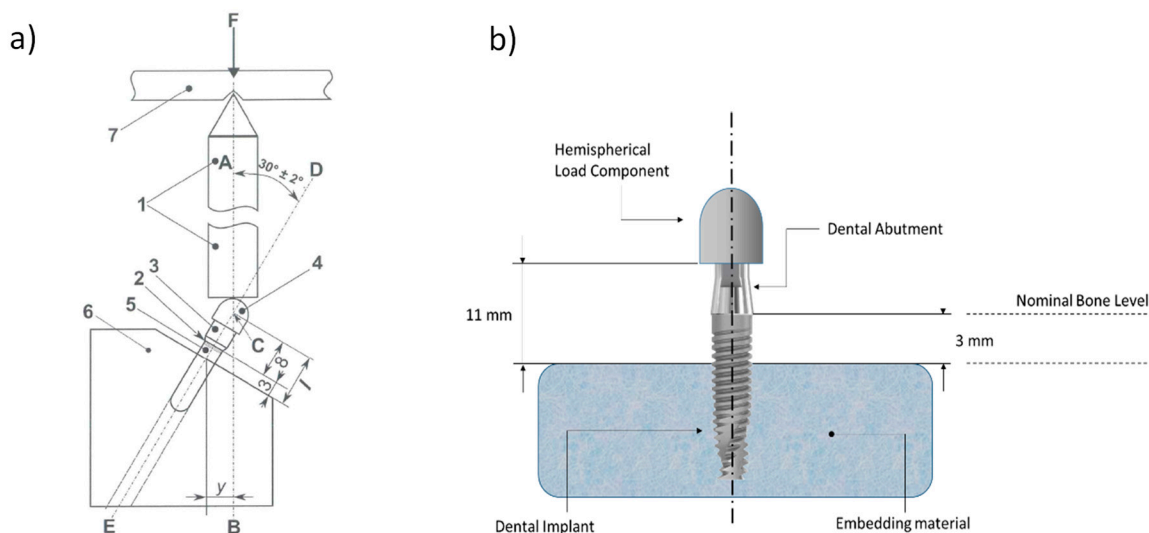 a)
F
7
A
30° ± 2°
D
1
3
4
2
5
6
C
8
3
l
y
E
B
b)
Hemispherical
Load Component
Dental Abutment
Nominal Bone Level
11 mm
3 mm
Dental Implant
Embedding material